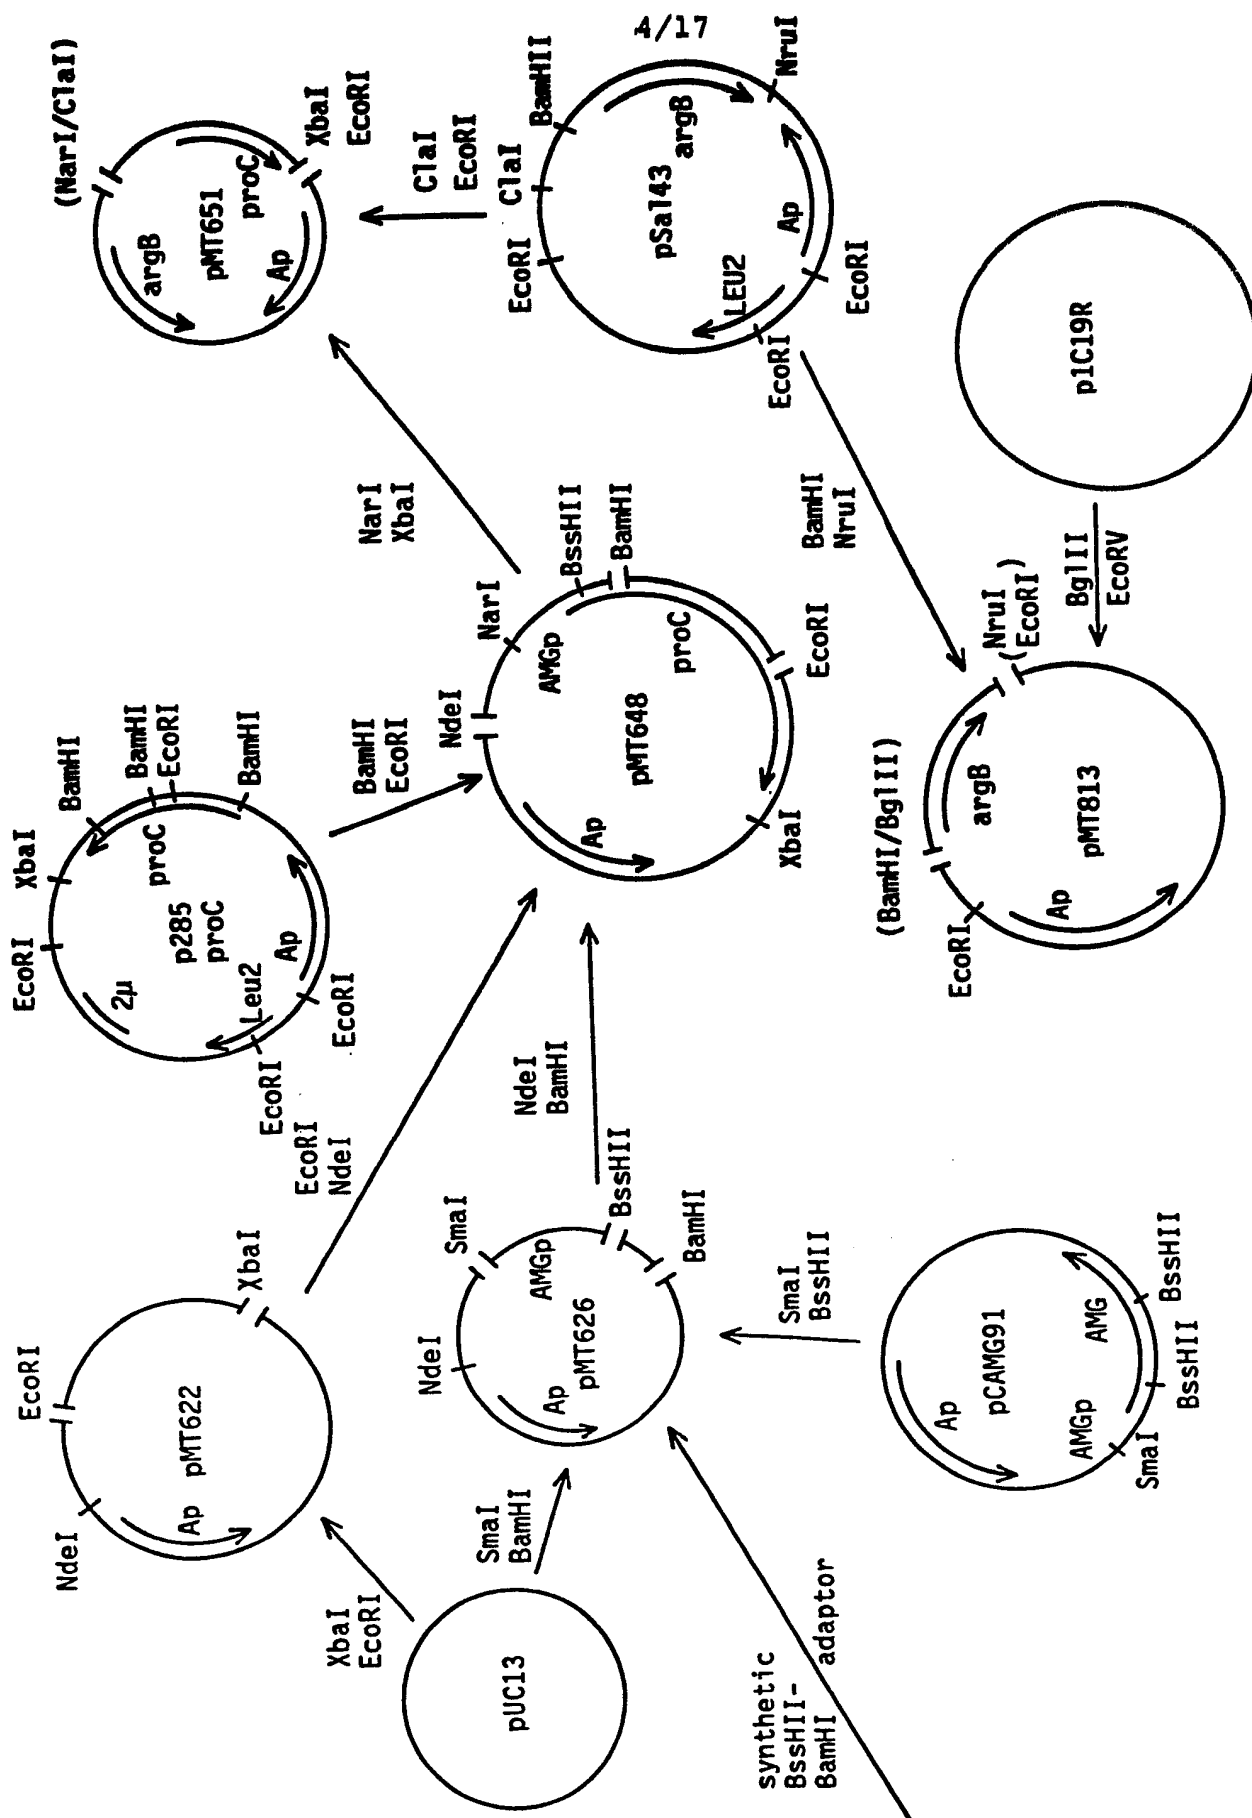 4/17
pUC13
XbaI
EcoRI
SmaI
BamHI
synthetic
BssHII-
BamHI adaptor
NdeI
EcoRI
XbaI
Ap
pMT622
NdeI
SmaI
AMGp
BssHII
BamHI
Ap
pMT626
SmaI
BssHII
Ap
pCAMG91
AMGp
AMG
SmaI
BssHII
BssHII
EcoRI
NdeI
NdeI
BamHI
EcoRI
XbaI
BamHI
BamHI
EcoRI
BamHI
2μ
proC
p285
proC
Leu2
Ap
EcoRI
EcoRI
BamHI
EcoRI
NdeI
NarI
AMGp
BssHII
BamHI
proC
EcoRI
XbaI
Ap
pMT648
NarI
XbaI
(NarI/ClaI)
argB
pMT651
proC
Ap
XbaI
EcoRI
ClaI
EcoRI
EcoRI
ClaI
BamHII
pSal43
argB
LEU2
Ap
NruI
EcoRI
EcoRI
BamHI
NruI
(BamHI/BglII)
EcoRI
argB
NruI
(EcoRI)
Ap
pMT813
BglII
EcoRV
p1C19R